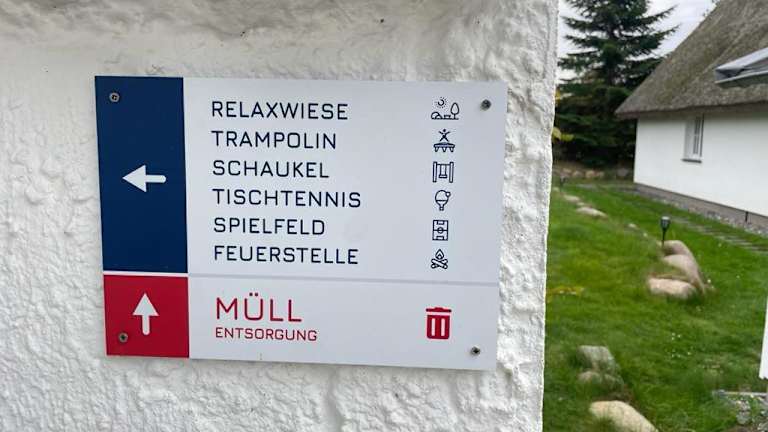 RELAXWIESE
TRAMPOLIN
SCHAUKEL
TISCHTENNIS
SPIELFELD
FEUERSTELLE
MÜLL
ENTSORGUNG